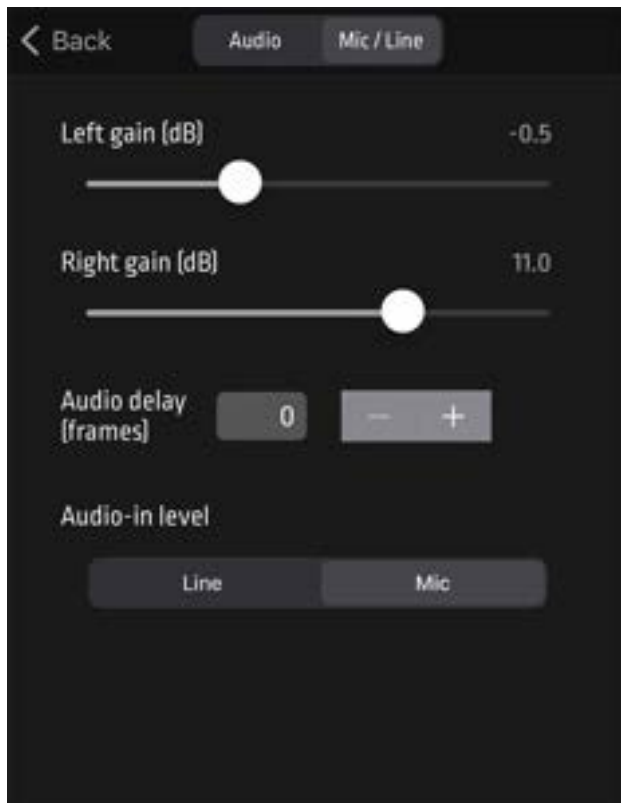 Back
Audio
Mic / Line
Left gain (dB)
-0.5
Right gain (dB)
11.0
Audio delay
(frames)
0
− +
Audio-in level
Line
Mic